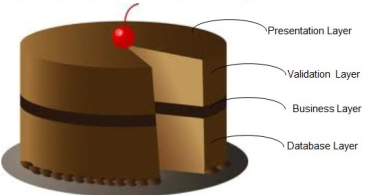 Presentation Layer
Validation Layer
Business Layer
Database Layer